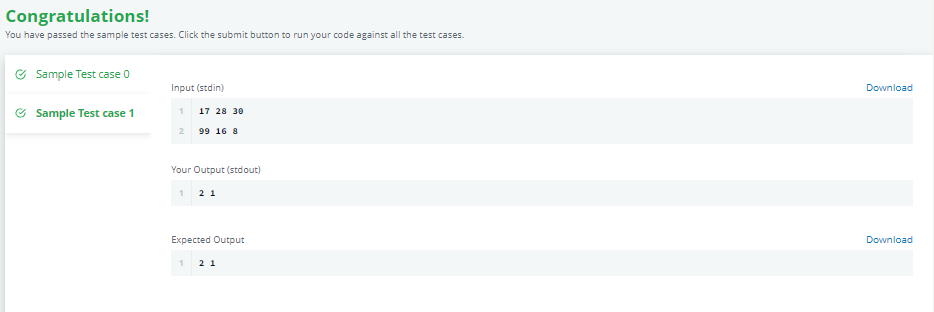 Congratulations!
You have passed the sample test cases. Click the submit button to run your code against all the test cases.
Sample Test case 0
Sample Test case 1
Input (stdin)
Download
1 17 28 30
2 99 16 8
Your Output (stdout)
1 2 1
Expected Output
Download
1 2 1